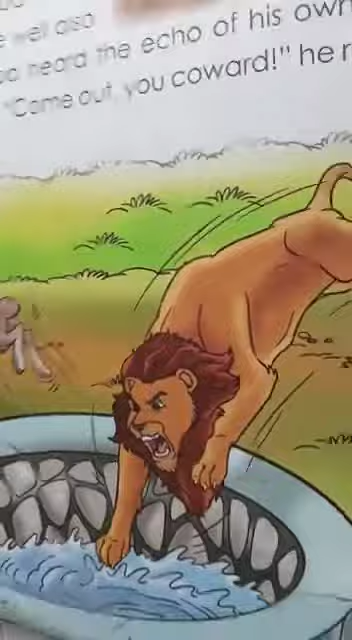 well also
heard the echo of his own
"Come out, you coward!" he r